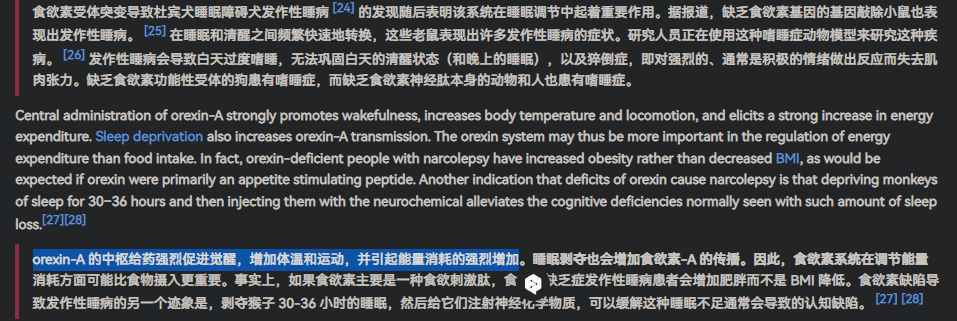 食欲素受体突变导致杜宾犬睡眠障碍犬发作性睡病 [24] 的发现随后表明该系统在睡眠调节中起着重要作用。据报道，缺乏食欲素基因的基因敲除小鼠也表
现出发作性睡病。 [25] 在睡眠和清醒之间频繁快速地转换，这些老鼠表现出许多发作性睡病的症状。研究人员正在使用这种嗜睡症动物模型来研究这种疾
病。 [26] 发作性睡病会导致白天过度嗜睡，无法巩固白天的清醒状态（和晚上的睡眠），以及猝倒症，即对强烈的、通常是积极的情绪做出反应而失去肌
肉张力。缺乏食欲素功能性受体的狗患有嗜睡症，而缺乏食欲素神经肽本身的动物和人也患有嗜睡症。
Central administration of orexin-A strongly promotes wakefulness, increases body temperature and locomotion, and elicits a strong increase in energy
expenditure. Sleep deprivation also increases orexin-A transmission. The orexin system may thus be more important in the regulation of energy
expenditure than food intake. In fact, orexin-deficient people with narcolepsy have increased obesity rather than decreased BMI, as would be
expected if orexin were primarily an appetite stimulating peptide. Another indication that deficits of orexin cause narcolepsy is that depriving monkeys
of sleep for 30–36 hours and then injecting them with the neurochemical alleviates the cognitive deficiencies normally seen with such amount of sleep
loss.[27][28]
orexin-A 的中枢给药强烈促进觉醒，增加体温和运动，并引起能量消耗的强烈增加。睡眠剥夺也会增加食欲素-A 的传播。因此，食欲素系统在调节能量
消耗方面可能比食物摄入更重要。事实上，如果食欲素主要是一种食欲刺激肽，食 缺乏症发作性睡病患者会增加肥胖而不是 BMI 降低。食欲素缺陷导
致发作性睡病的另一个迹象是，剥夺猴子 30-36 小时的睡眠，然后给它们注射神经化学物质，可以缓解这种睡眠不足通常会导致的认知缺陷。 [27] [28]